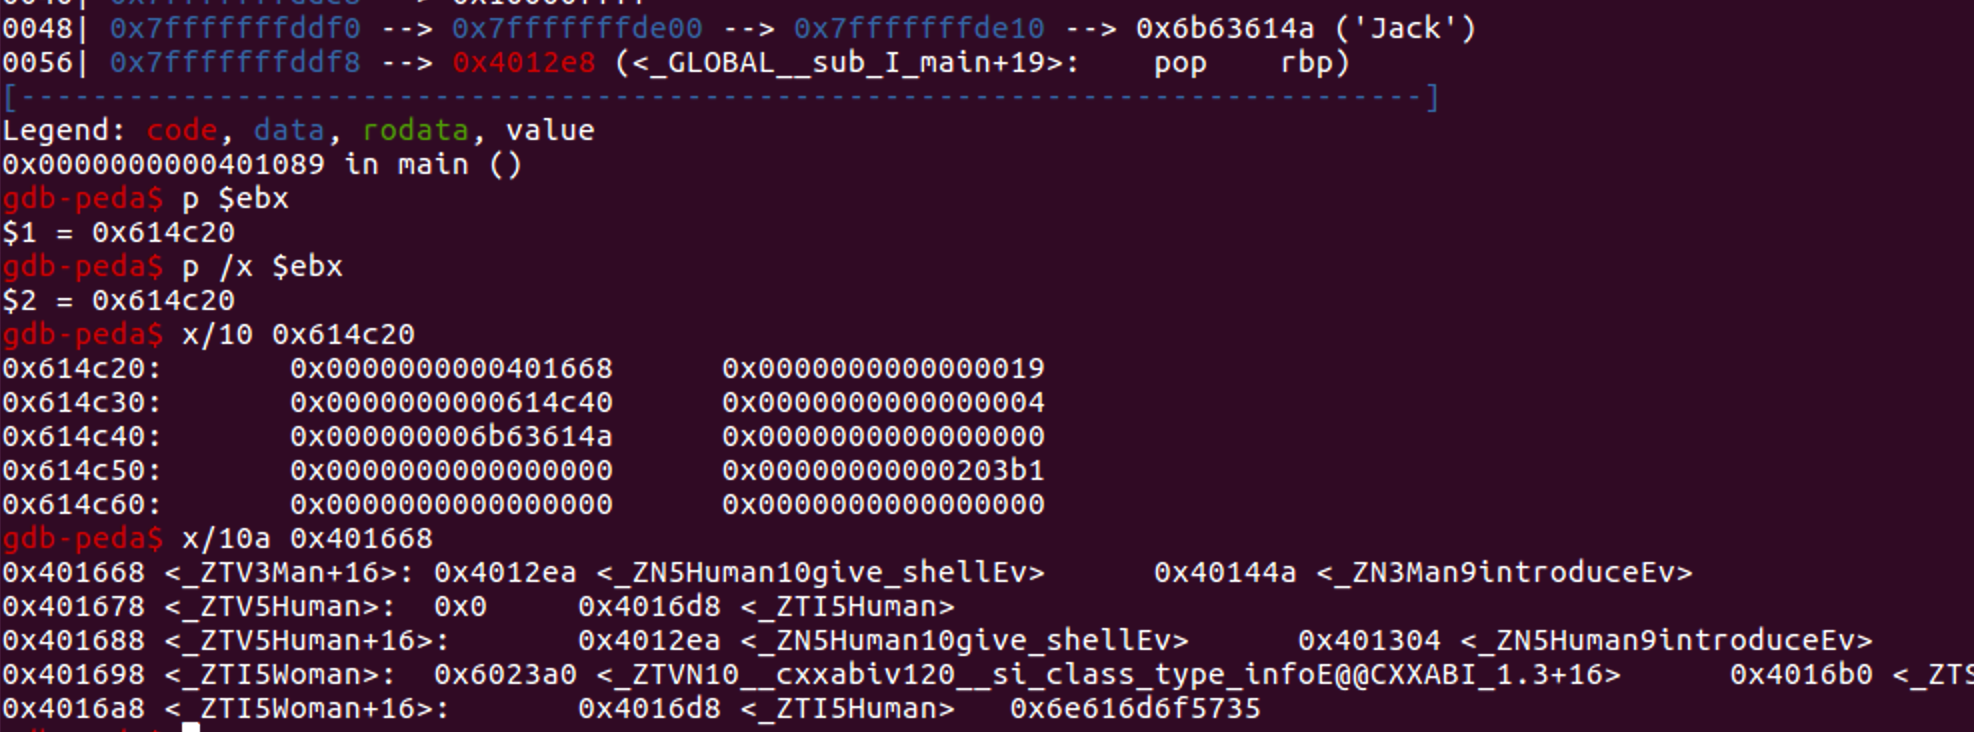 0048| 0x7fffffffddf0 --> 0x7fffffffde00 --> 0x7fffffffde10 --> 0x6b63614a ('Jack')
0056| 0x7fffffffddf8 --> 0x4012e8 (<_GLOBAL__sub_I_main+19>:    pop    rbp)
[------------------------------------------------------------------------------]
Legend: code, data, rodata, value
0x0000000000401089 in main ()
gdb-peda$ p $ebx
$1 = 0x614c20
gdb-peda$ p /x $ebx
$2 = 0x614c20
gdb-peda$ x/10 0x614c20
0x614c20:       0x0000000000401668      0x0000000000000019
0x614c30:       0x0000000000614c40      0x0000000000000004
0x614c40:       0x000000006b63614a      0x0000000000000000
0x614c50:       0x0000000000000000      0x00000000000203b1
0x614c60:       0x0000000000000000      0x0000000000000000
gdb-peda$ x/10a 0x401668
0x401668 <_ZTV3Man+16>: 0x4012ea <_ZN5Human10give_shellEv>      0x40144a <_ZN3Man9introduceEv>
0x401678 <_ZTV5Human>:  0x0     0x4016d8 <_ZTI5Human>
0x401688 <_ZTV5Human+16>:       0x4012ea <_ZN5Human10give_shellEv>      0x401304 <_ZN5Human9introduceEv>
0x401698 <_ZTI5Woman>:  0x6023a0 <_ZTVN10__cxxabiv120__si_class_type_infoE@@CXXABI_1.3+16>      0x4016b0 <_ZTS
0x4016a8 <_ZTI5Woman+16>:       0x4016d8 <_ZTI5Human>   0x6e616d6f5735